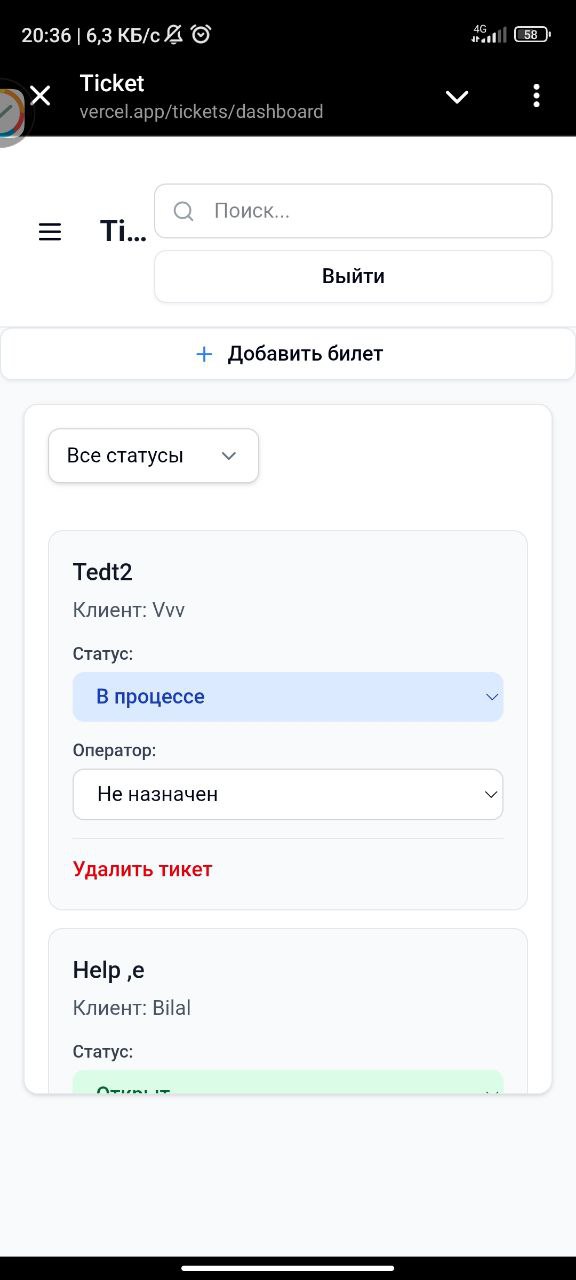 20:36 | 6,3 КБ/с 4G 58
Ticket
vercel.app/tickets/dashboard
Ti...
Поиск...
Выйти
+ Добавить билет
Все статусы
Tedt2
Клиент: Vvv
Статус:
В процессе
Оператор:
Не назначен
Удалить тикет
Help ,e
Клиент: Bilal
Статус:
Открыт